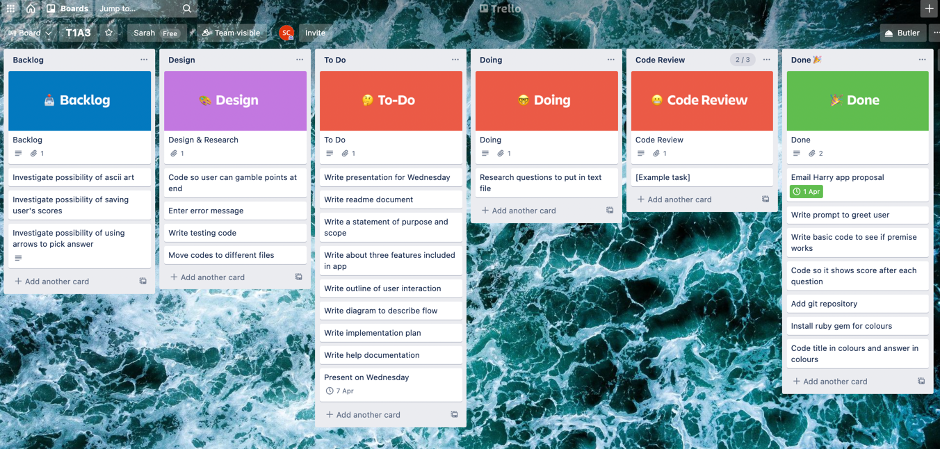 Boards
Jump to...
Trello
Board
T1A3
Sarah
Free
Team visible
SC
Invite
Butler
Backlog
Backlog
Backlog
1
Investigate possibility of ascii art
Investigate possibility of saving
user's scores
Investigate possibility of using
arrows to pick answer
+ Add another card
Design
Design
Design & Research
1
Code so user can gamble points at
end
Enter error message
Write testing code
Move codes to different files
+ Add another card
To Do
To-Do
To Do
1
Write presentation for Wednesday
Write readme document
Write a statement of purpose and
scope
Write about three features included
in app
Write outline of user interaction
Write diagram to describe flow
Write implementation plan
Write help documentation
Present on Wednesday
7 Apr
+ Add another card
Doing
Doing
Doing
1
Research questions to put in text
file
+ Add another card
Code Review
2 / 3
Code Review
Code Review
1
[Example task]
+ Add another card
Done 🎉
Done
Done
2
Email Harry app proposal
1 Apr
Write prompt to greet user
Write basic code to see if premise
works
Code so it shows score after each
question
Add git repository
Install ruby gem for colours
Code title in colours and answer in
colours
+ Add another card